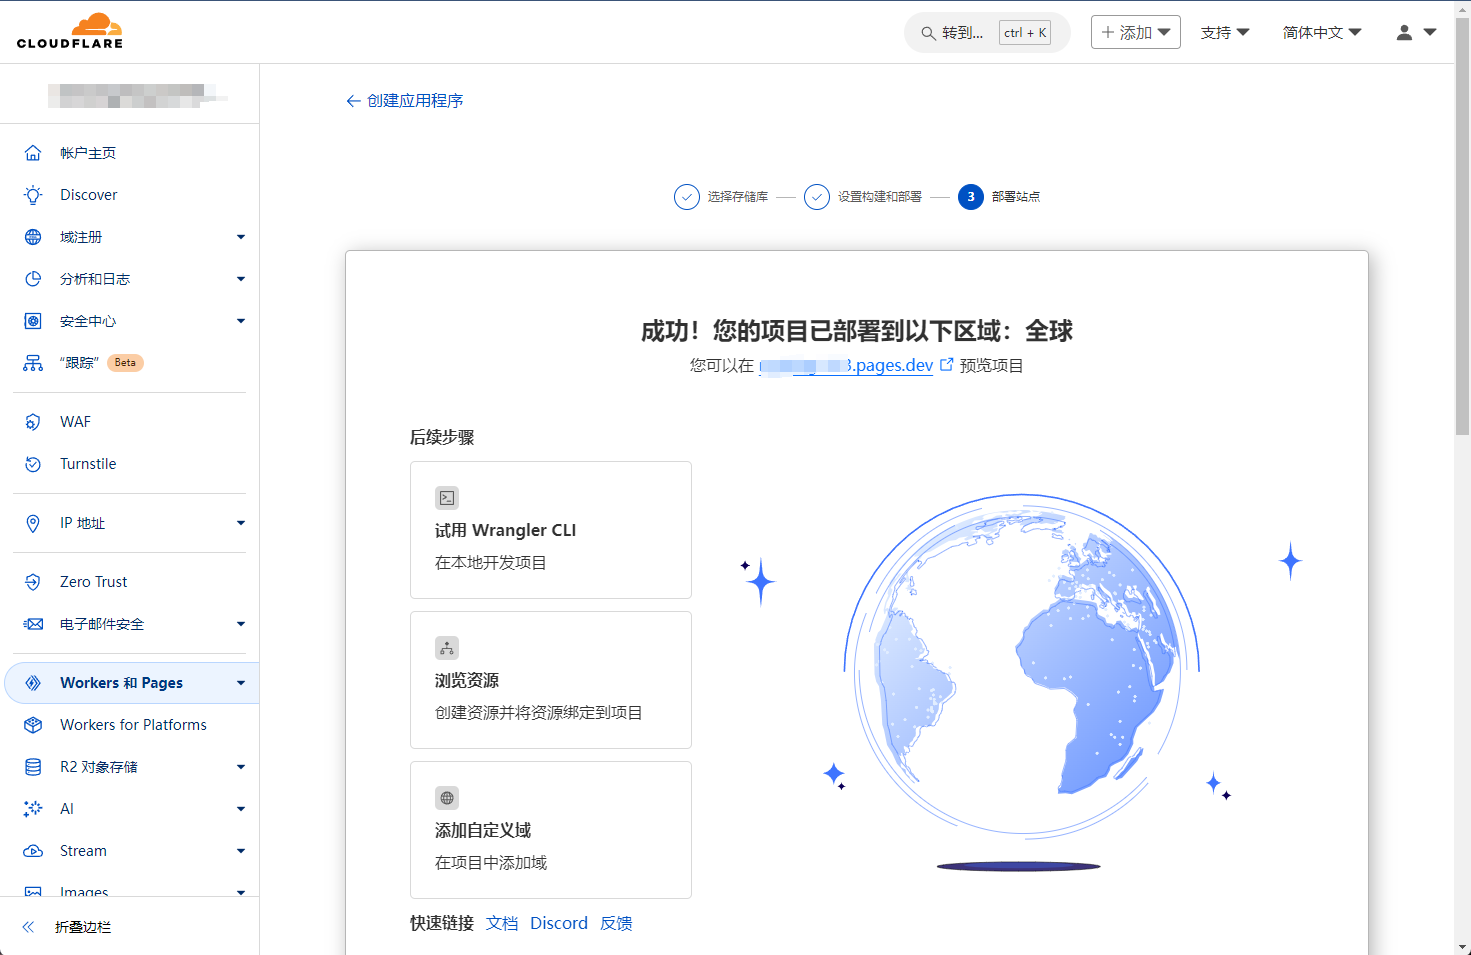 CLOUDFLARE
转到... ctrl + K
添加
支持
简体中文
创建应用程序
帐户主页
Discover
域注册
分析和日志
安全中心
“跟踪” Beta
WAF
Turnstile
IP 地址
Zero Trust
电子邮件安全
Workers 和 Pages
Workers for Platforms
R2 对象存储
AI
Stream
Images
折叠边栏
选择存储库
设置构建和部署
3 部署站点
成功！您的项目已部署到以下区域：全球
您可以在 .pages.dev 预览项目
后续步骤
试用 Wrangler CLI
在本地开发项目
浏览资源
创建资源并将资源绑定到项目
添加自定义域
在项目中添加域
快速链接 文档 Discord 反馈